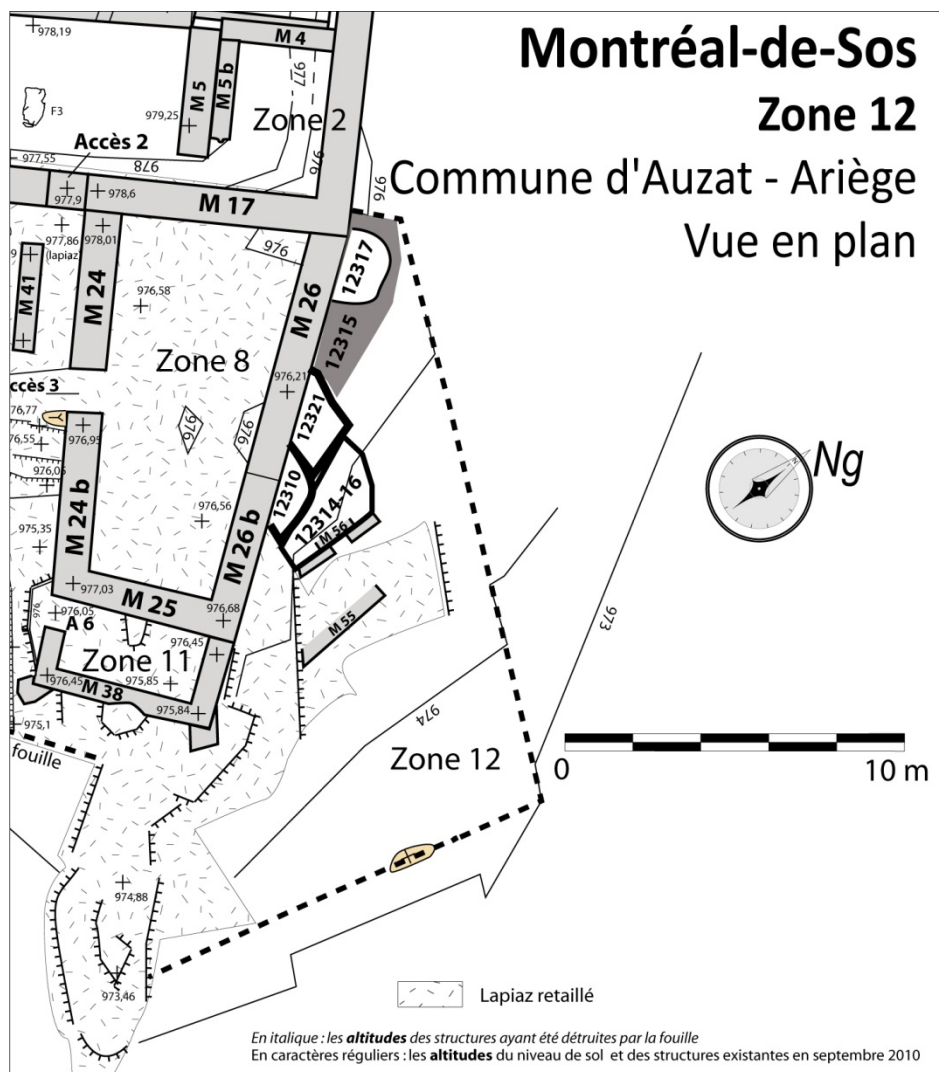 Montréal-de-Sos
Zone 12
Commune d'Auzat - Ariège
Vue en plan
978,19
M 4
M 5
M 5 b
977
976
Zone 2
F3
979,25
Accès 2
977,55
978
977,9
978,6
M 17
976
977,86
(lapiaz)
978,01
976
9
M 41
M 24
976,58
M 26
12317
12315
Zone 8
976,21
ccès 3
976,77
976,95
976
976
12321
976,55
976,05
12310
12314-16
Ng
976,56
975,35
M 24 b
M 26 b
M 56
977,03
M 25
976,68
M 55
973
976
976,05
A 6
976,45
Zone 11
976,45
975,85
M 38
975,84
975,1
974
fouille
Zone 12
0
10 m
974,88
973,46
Lapiaz retaillé
En italique : les altitudes des structures ayant été détruites par la fouille
En caractères réguliers : les altitudes du niveau de sol et des structures existantes en septembre 2010